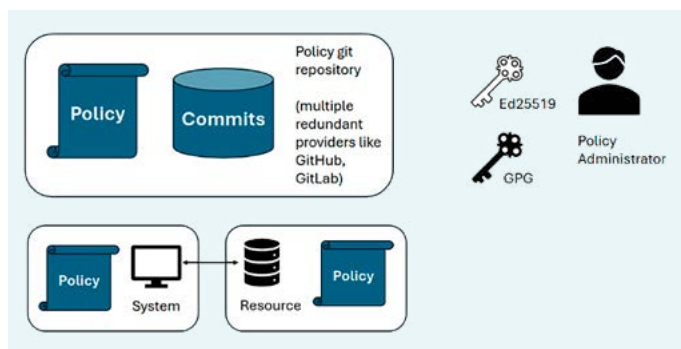 Policy
Commits
Policy git
repository
(multiple
redundant
providers like
GitHub,
GitLab)
Ed25519
GPG
Policy
Administrator
Policy
System
Resource
Policy